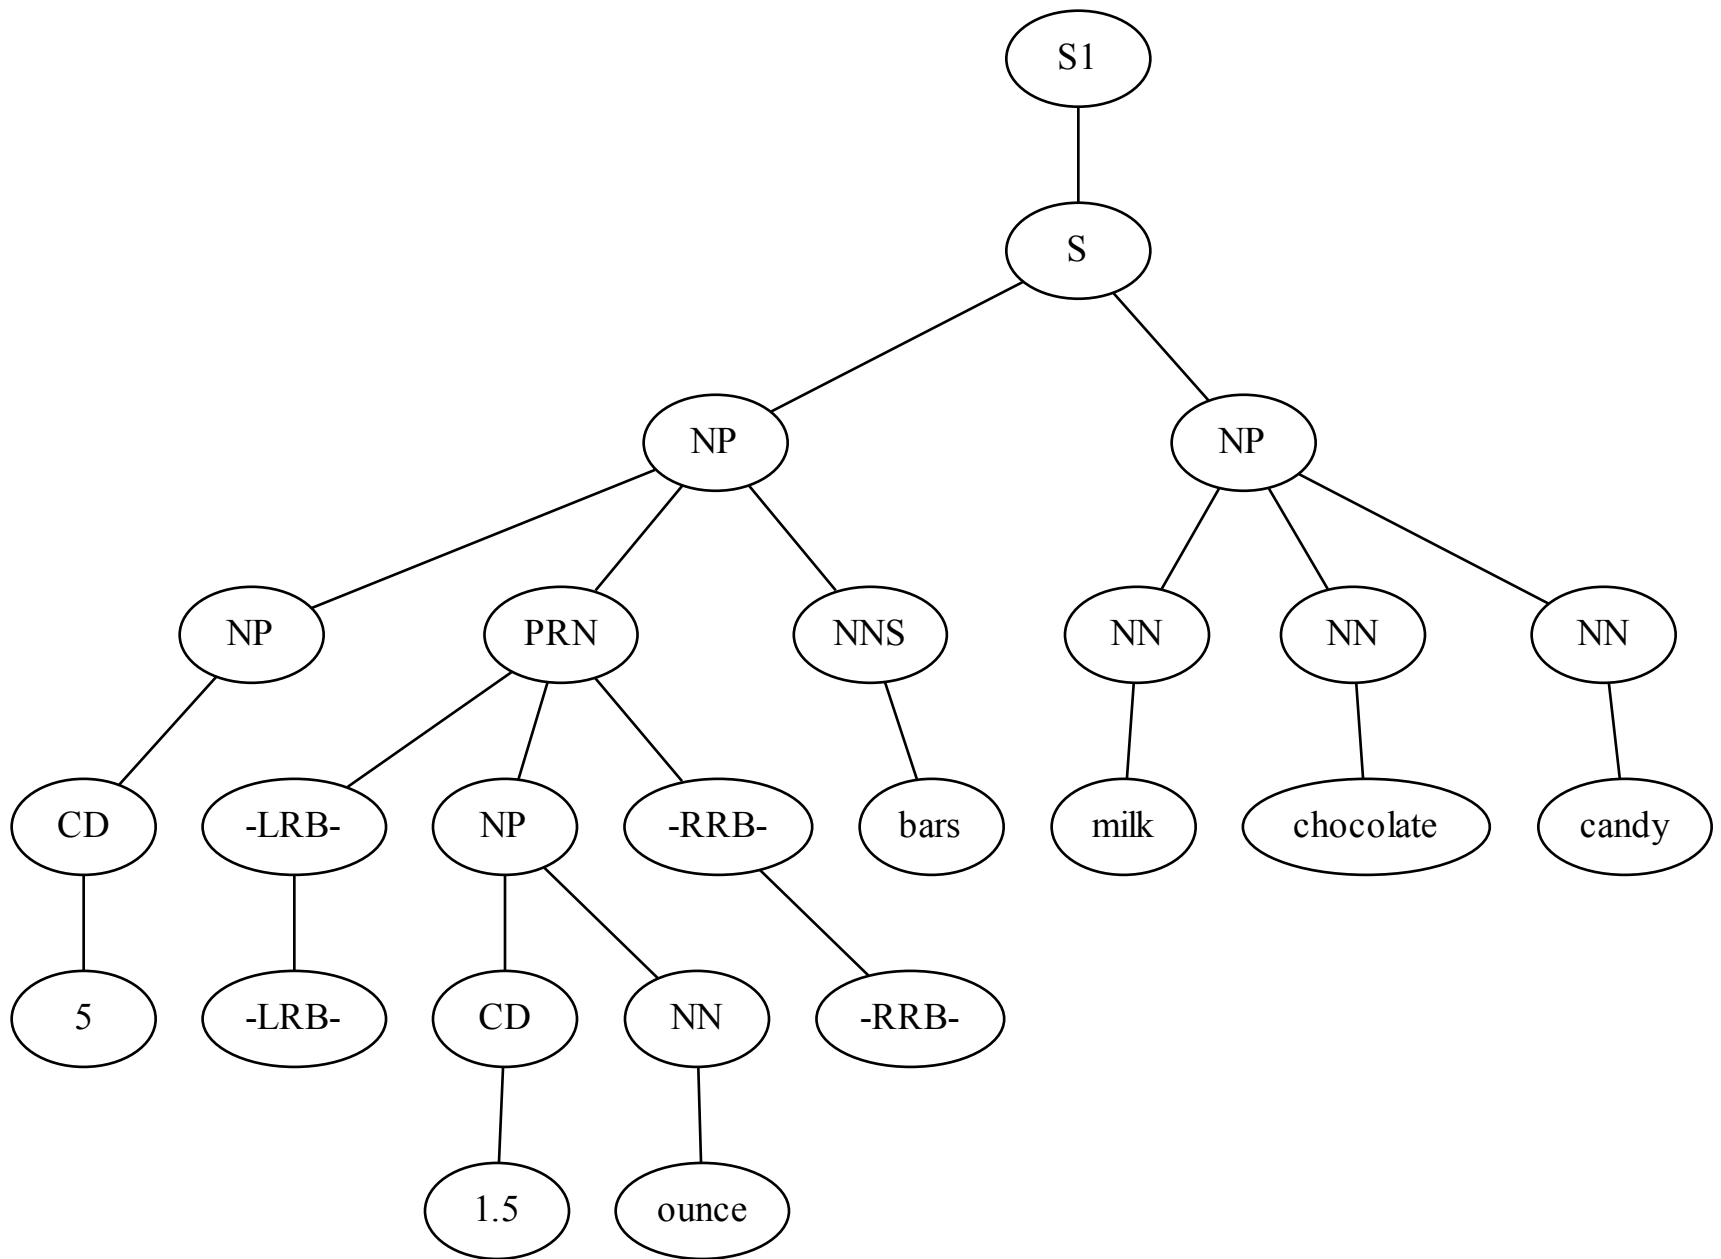 S1
S
NP NP
NP PRN NNS NN NN NN
CD -LRB- NP -RRB- bars milk chocolate candy
5 -LRB- CD NN -RRB-
1.5 ounce